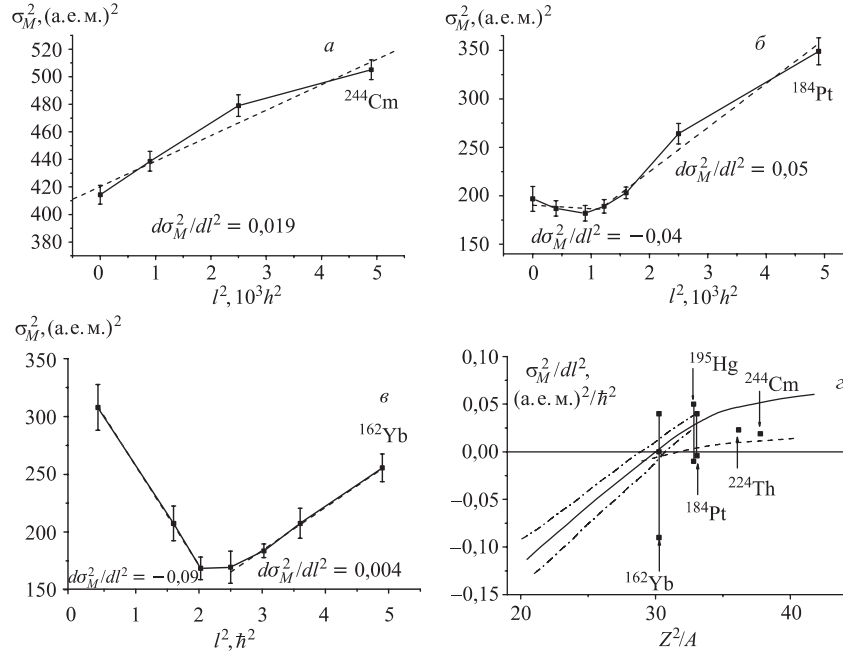 σ_M^2, (а.е.м.)^2
а
520
500
480
460
440
420
400
380
^244Cm
dσ_M^2/dl^2 = 0,019
0 1 2 3 4 5
l^2, 10^3h^2
σ_M^2, (а.е.м.)^2
б
350
300
250
200
150
^184Pt
dσ_M^2/dl^2 = 0,05
dσ_M^2/dl^2 = −0,04
0 1 2 3 4 5
l^2, 10^3h^2
σ_M^2, (а.е.м.)^2
в
350
300
250
200
150
^162Yb
dσ_M^2/dl^2 = −0,09
dσ_M^2/dl^2 = 0,004
0 1 2 3 4 5
l^2, ħ^2
0,10
0,05
0,00
−0,05
−0,10
−0,15
σ_M^2/dl^2,
(а.е.м.)^2/ħ^2
^195Hg
^244Cm
г
^224Th
^184Pt
^162Yb
20 30 40
Z^2/A